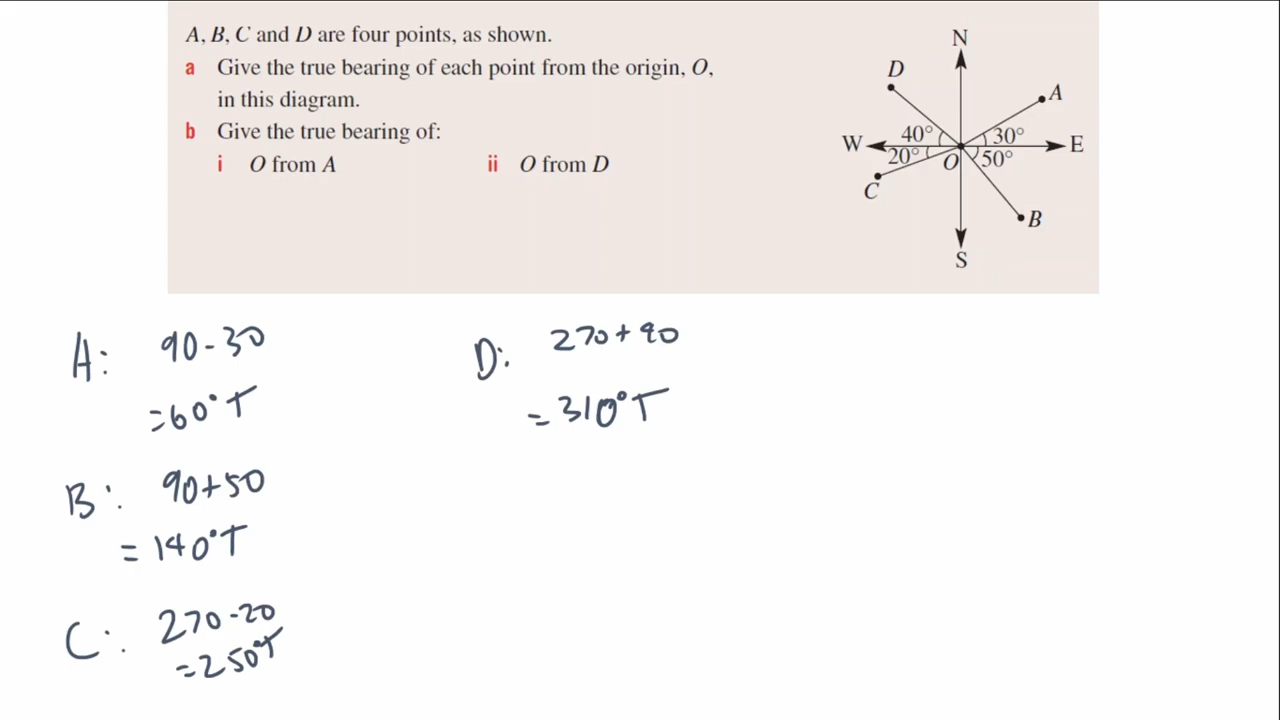 A, B, C and D are four points, as shown.
a Give the true bearing of each point from the origin, O,
in this diagram.
b Give the true bearing of:
i O from A ii O from D
N
D
A
40° 30°
W E
20° O 50°
C
B
S
A: 90-30
=60°T
B: 90+50
= 140°T
C: 270-20
=250°T
D: 270+40
= 310°T